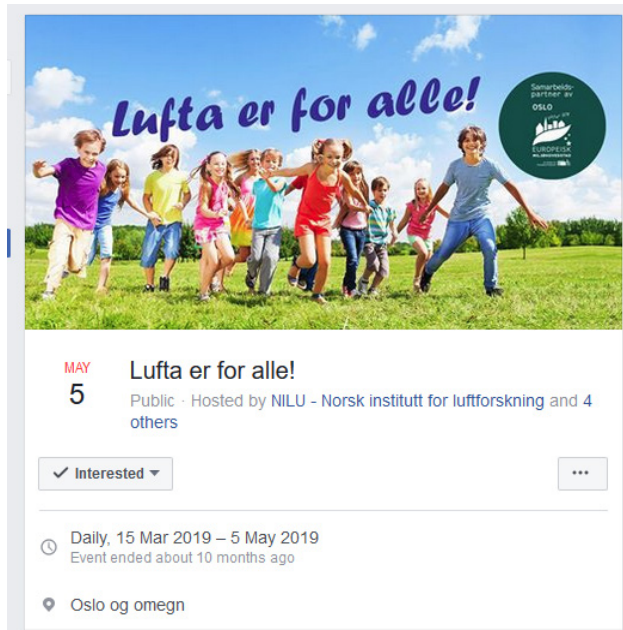 Lufta er for alle!
Samarbeids-
partner av
OSLO
EUROPEISK
MILJØHOVEDSTAD
MAY
5
Lufta er for alle!
Public · Hosted by NILU - Norsk institutt for luftforskning and 4
others
Interested
Daily, 15 Mar 2019 – 5 May 2019
Event ended about 10 months ago
Oslo og omegn